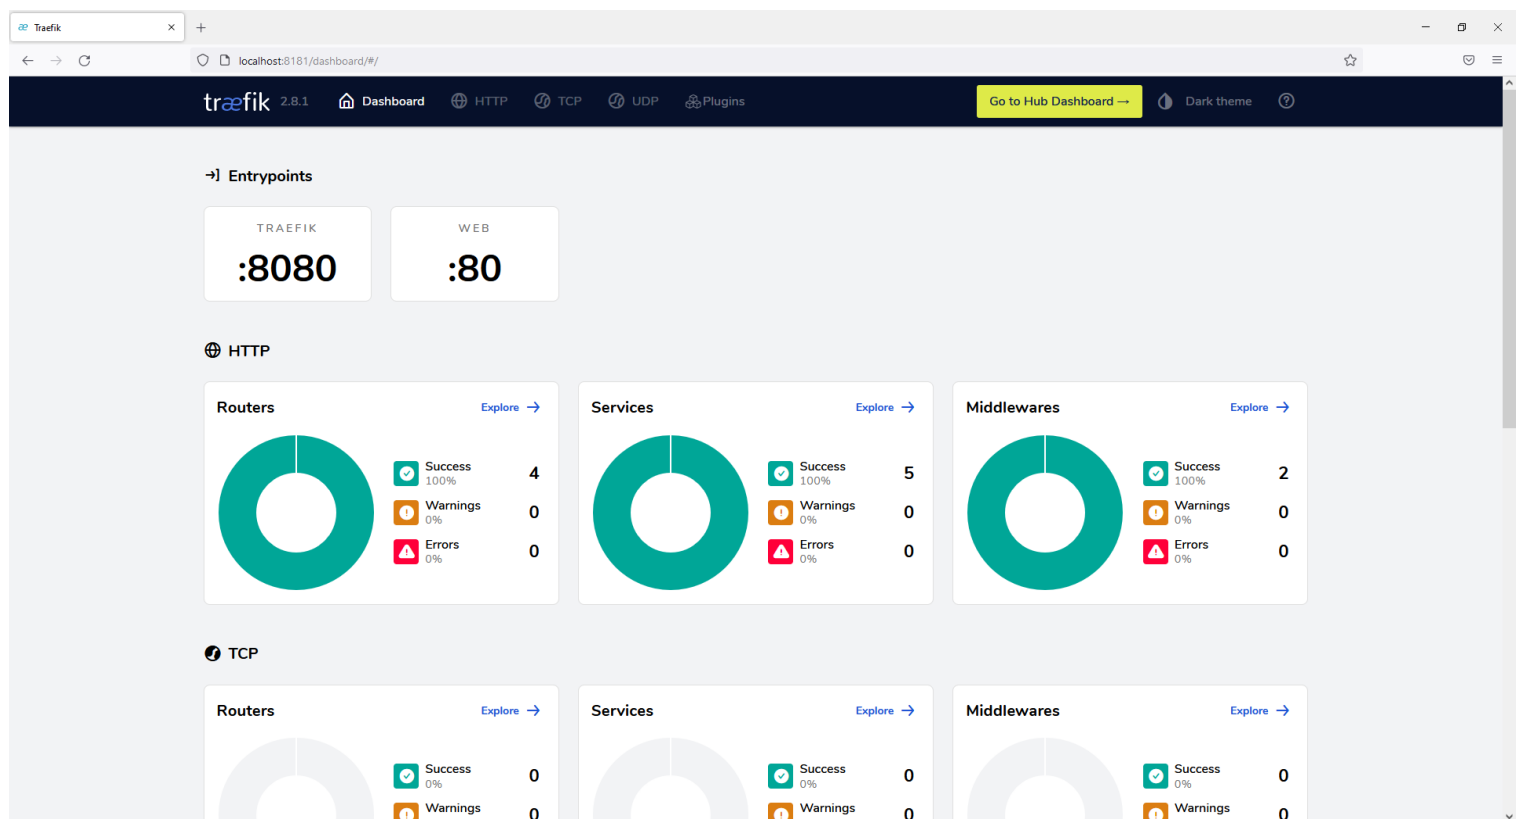 Traefik
localhost:8181/dashboard/#/
træfik 2.8.1 Dashboard HTTP TCP UDP Plugins Go to Hub Dashboard → Dark theme
Entrypoints
TRAEFIK WEB
:8080 :80
HTTP
Routers Explore → Services Explore → Middlewares Explore →
Success 4 Success 5 Success 2
100% 100% 100%
Warnings 0 Warnings 0 Warnings 0
0% 0% 0%
Errors 0 Errors 0 Errors 0
0% 0% 0%
TCP
Routers Explore → Services Explore → Middlewares Explore →
Success 0 Success 0 Success 0
0% 0% 0%
Warnings 0 Warnings 0 Warnings 0